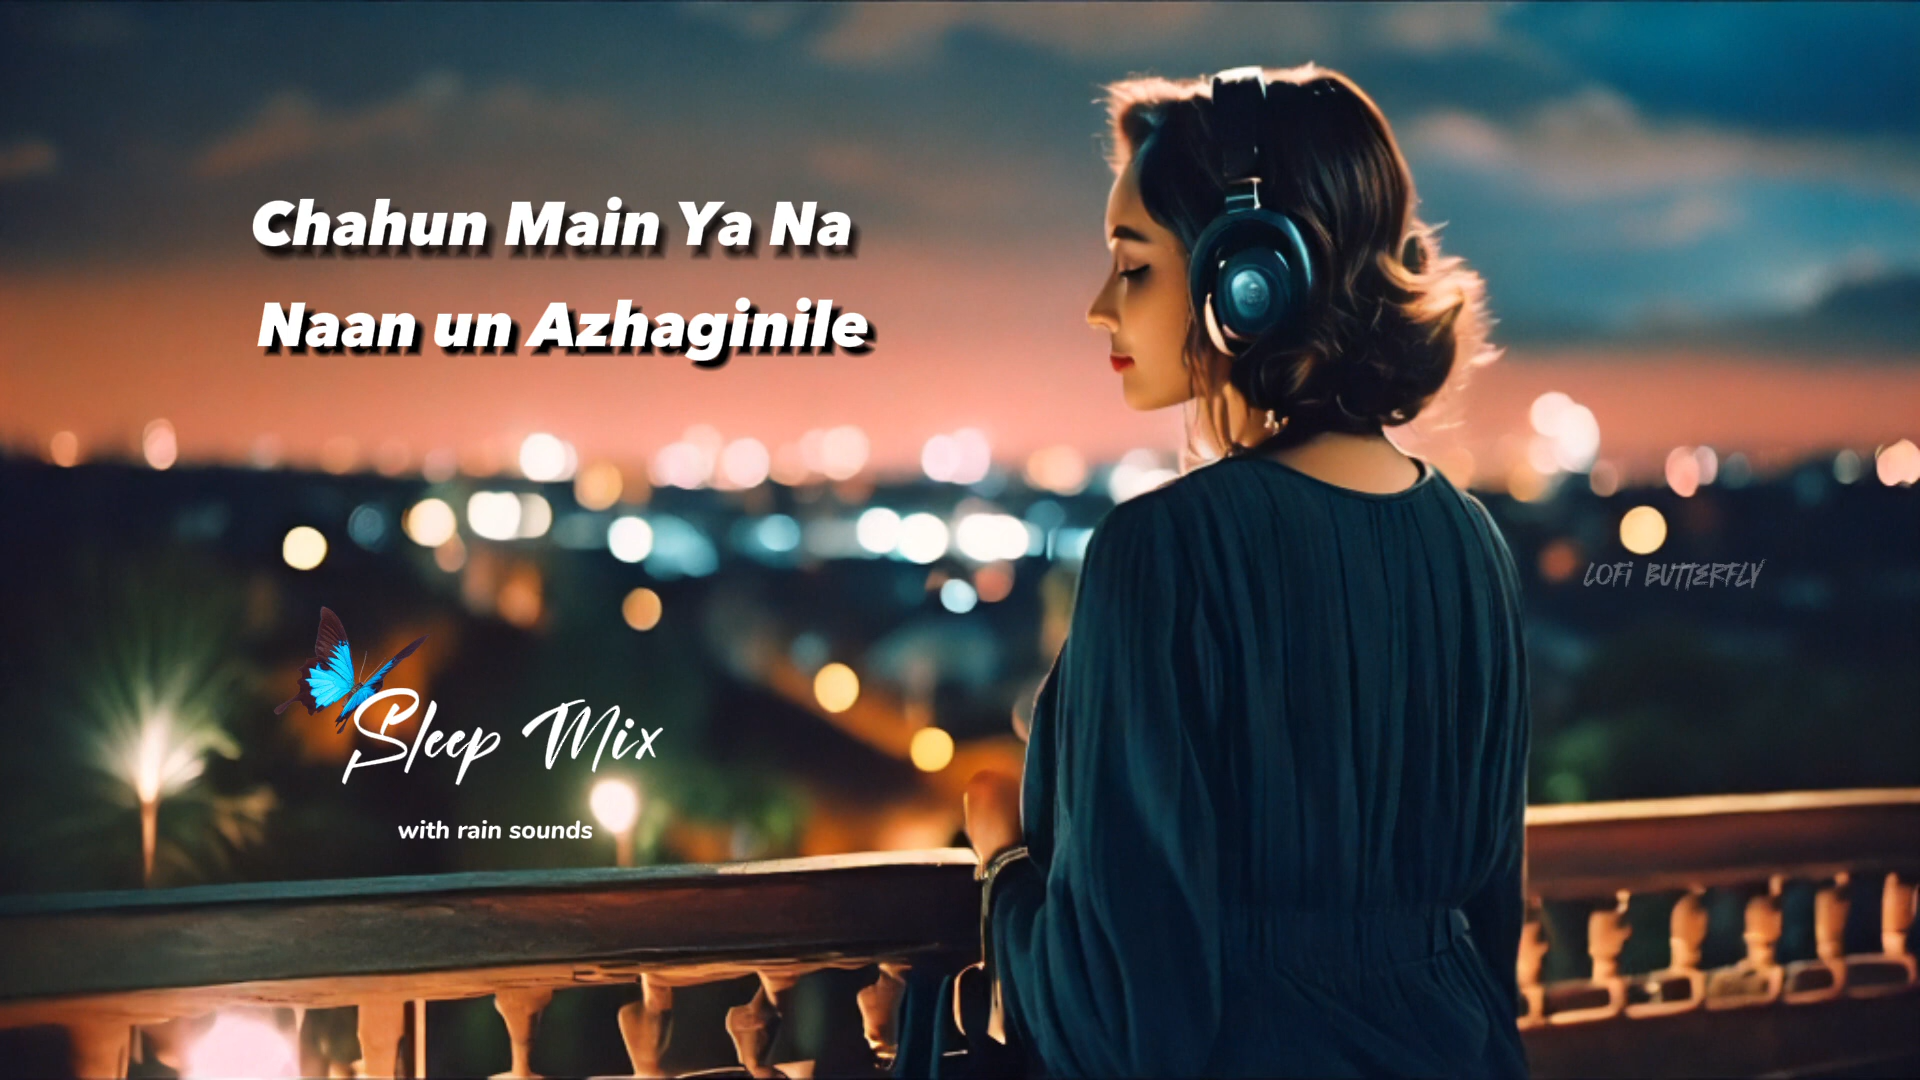 Chahun Main Ya Na
Naan un Azhaginile
LOFi BUTTERFLY
Sleep Mix
with rain sounds